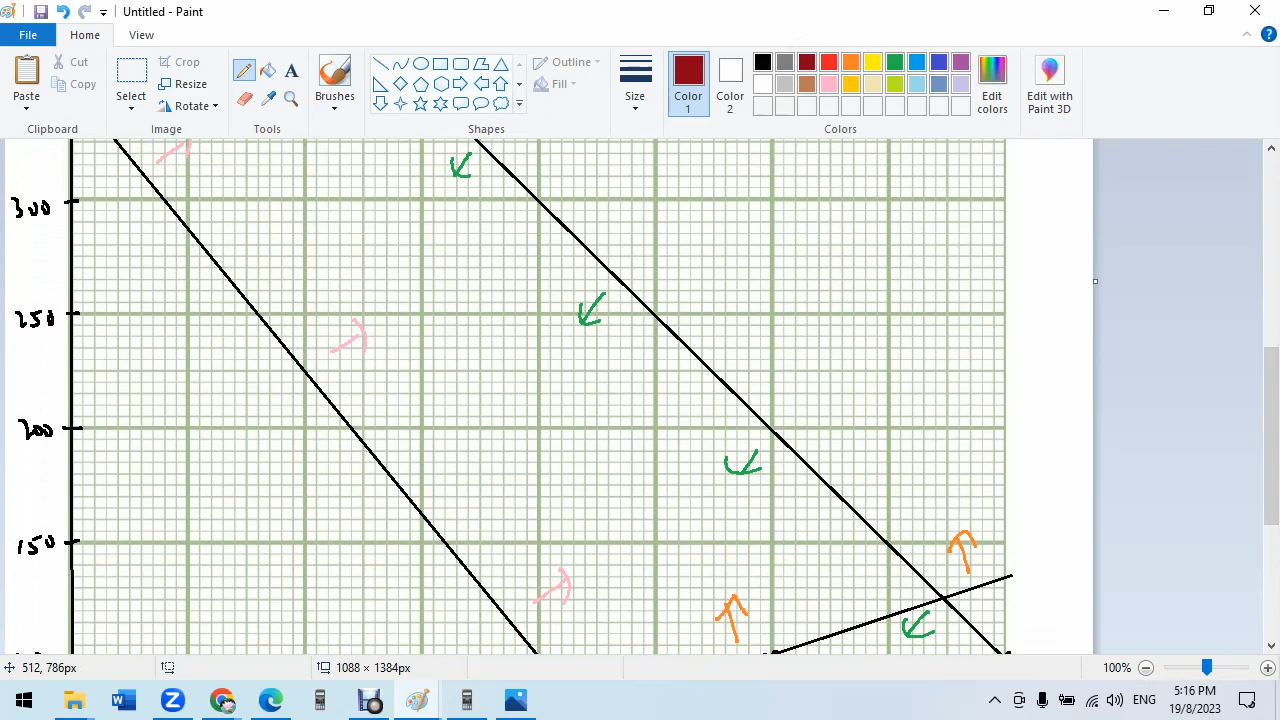 Untitled - Paint
File Home View
Paste
Cut
Copy
Clipboard
Select
Crop
Resize
Rotate
Image
A
Tools
Brushes
Shapes
Outline
Fill
Size
Color 1
Color 2
Edit colors
Colors
Edit with Paint 3D
300
250
200
150
512, 786px
1088 × 1384px
100%
ENG
5:16 PM
19/8/2023